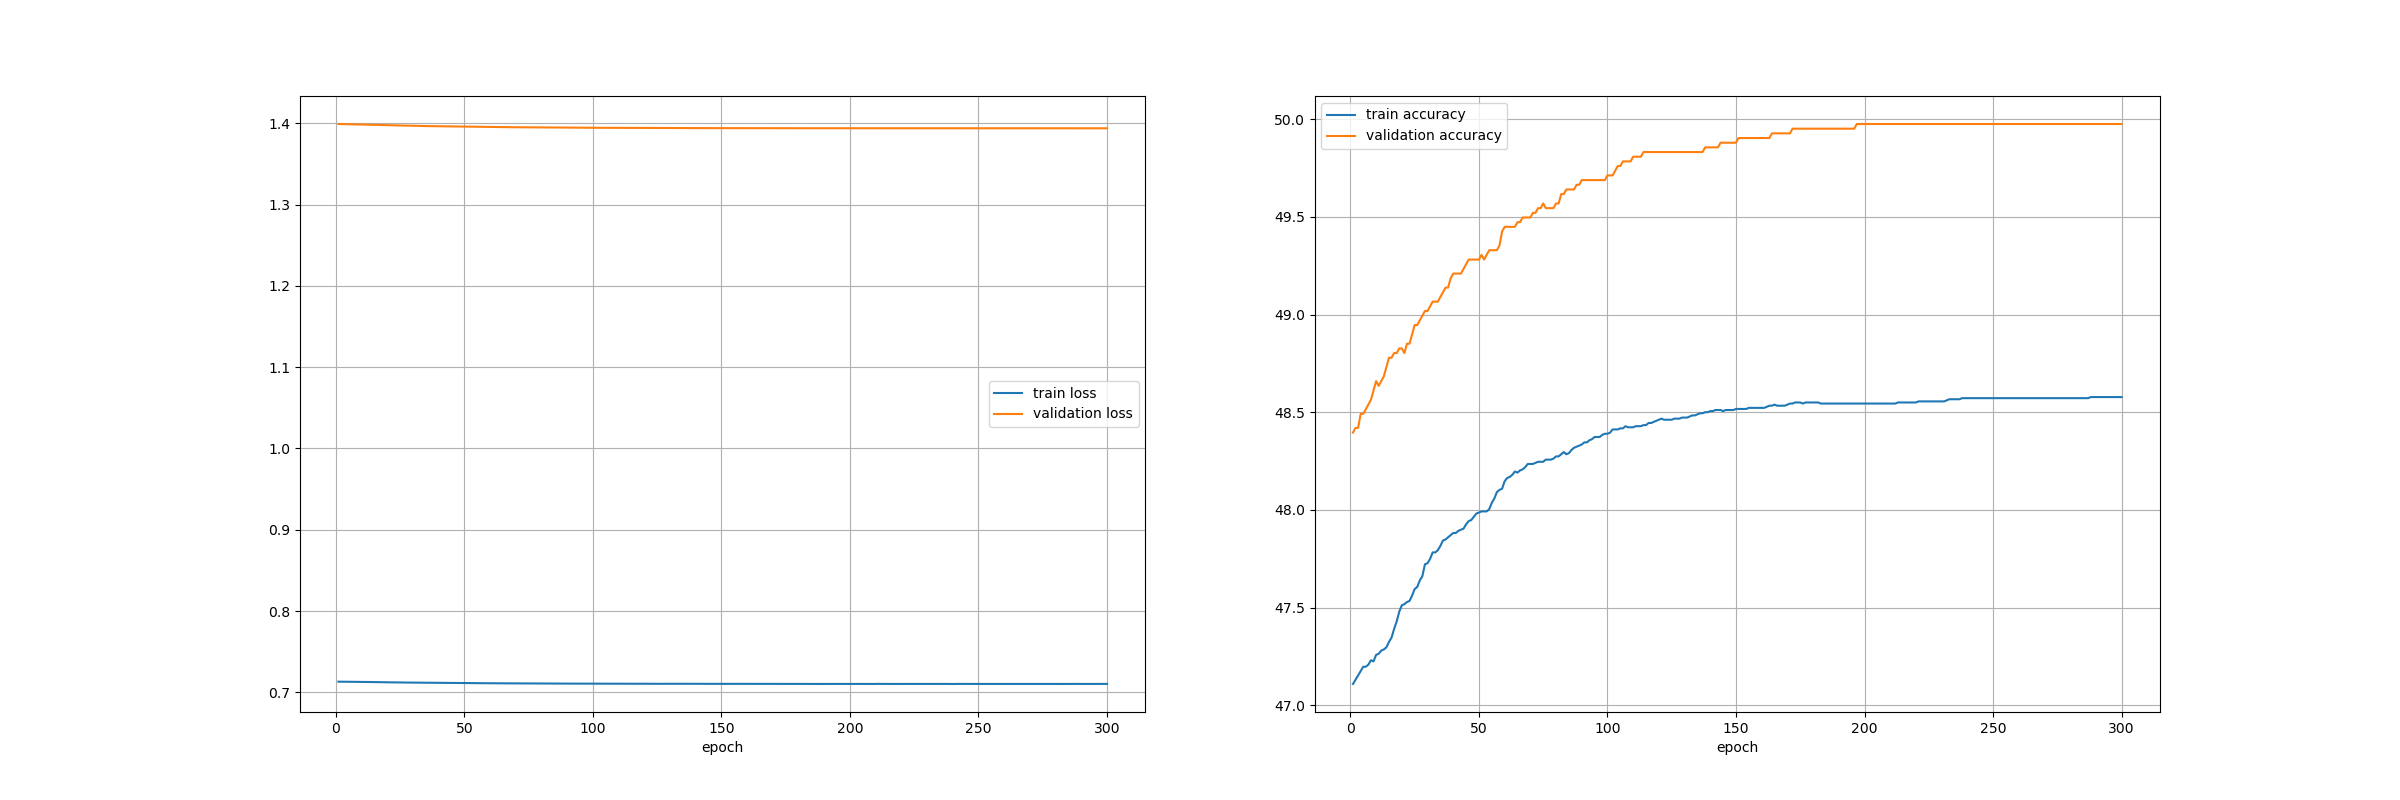 1.4
1.3
1.2
1.1
1.0
0.9
0.8
0.7
0 50 100 150 200 250 300
epoch
train loss
validation loss
50.0
49.5
49.0
48.5
48.0
47.5
47.0
0 50 100 150 200 250 300
epoch
train accuracy
validation accuracy